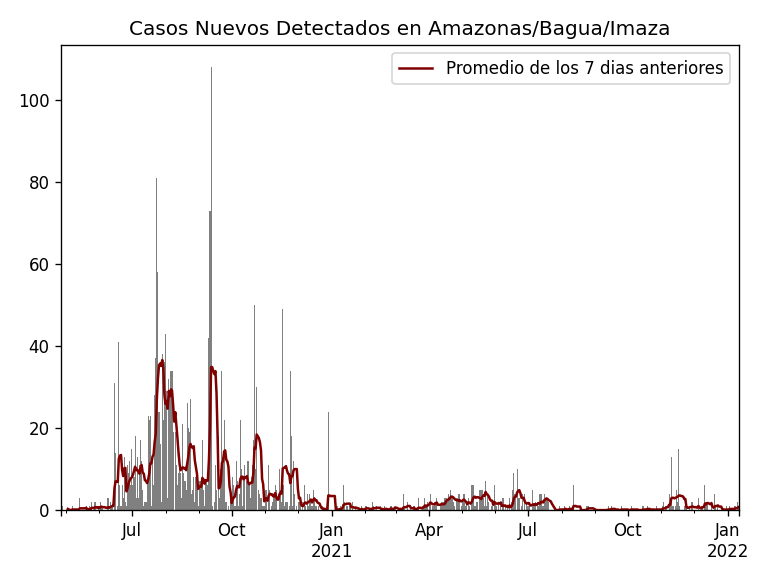 Casos Nuevos Detectados en Amazonas/Bagua/Imaza
Promedio de los 7 dias anteriores
100
80
60
40
20
0
Jul
Oct
Jan
2021
Apr
Jul
Oct
Jan
2022